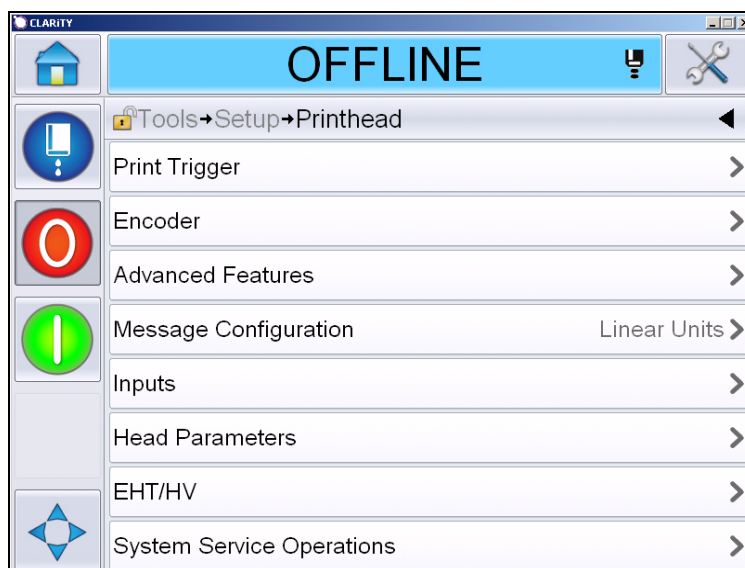 CLARiTY
OFFLINE
Tools→Setup→Printhead
Print Trigger
Encoder
Advanced Features
Message Configuration Linear Units
Inputs
Head Parameters
EHT/HV
System Service Operations